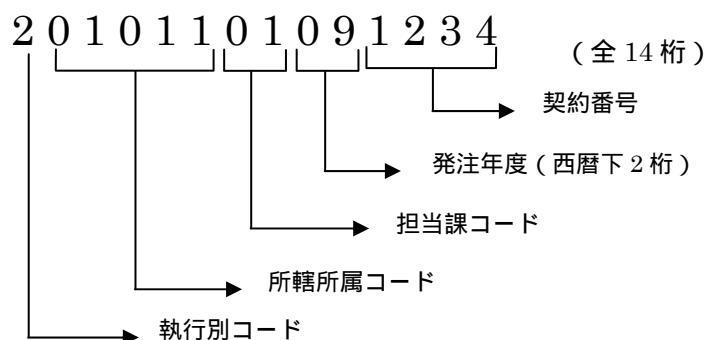 2 0 1 0 1 1 0 1 0 9 1 2 3 4
(全 14 桁)
契約番号
発注年度(西暦下 2 桁)
担当課コード
所轄所属コード
執行別コード